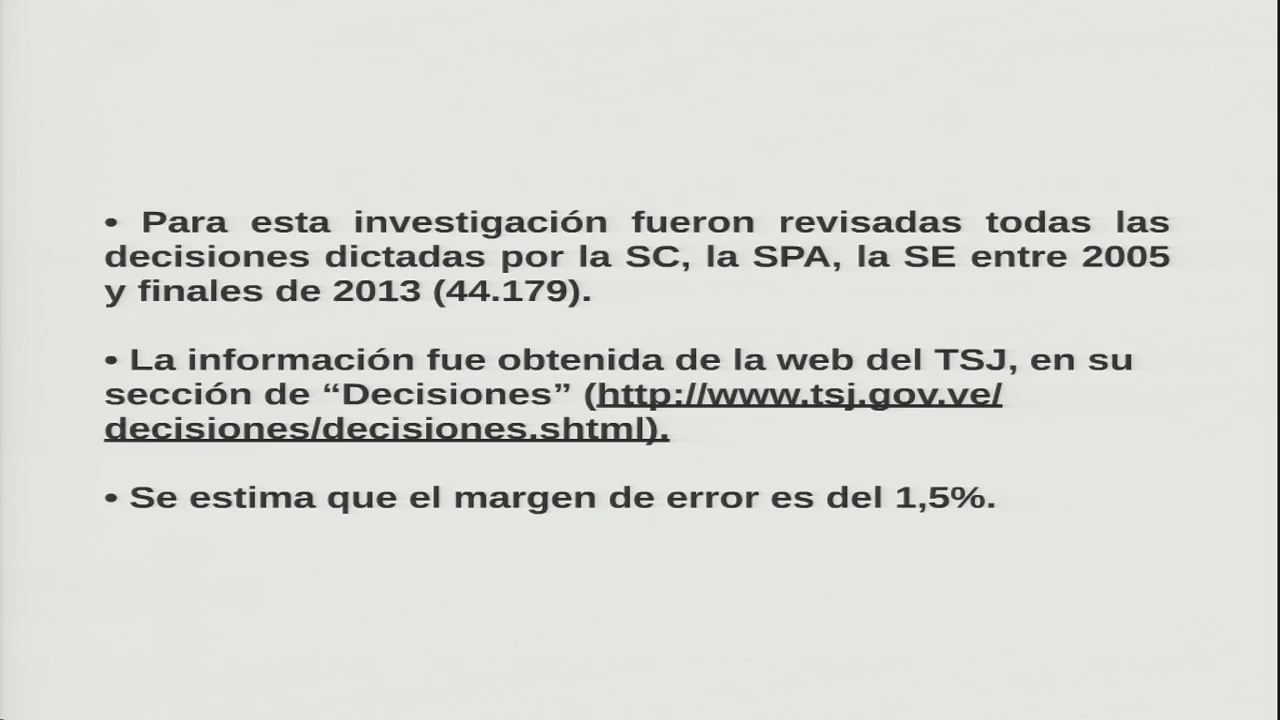 • Para esta investigación fueron revisadas todas las
decisiones dictadas por la SC, la SPA, la SE entre 2005
y finales de 2013 (44.179).
• La información fue obtenida de la web del TSJ, en su
sección de “Decisiones” (http://www.tsj.gov.ve/
decisiones/decisiones.shtml).
• Se estima que el margen de error es del 1,5%.